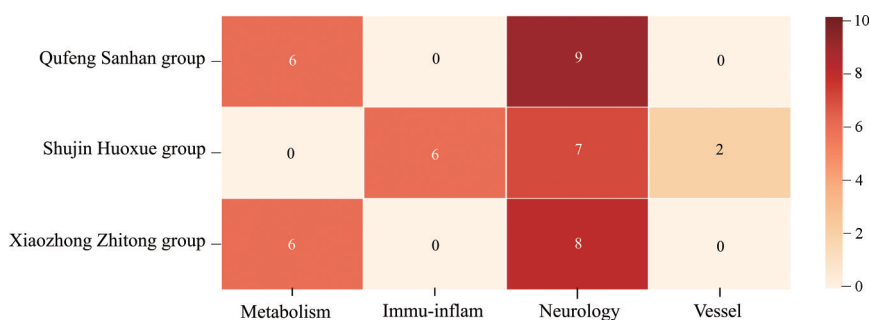 Qufeng Sanhan group
6 0 9 0
Shujin Huoxue group
0 6 7 2
Xiaozhong Zhitong group
6 0 8 0
Metabolism Immu-inflam Neurology Vessel
10
8
6
4
2
0